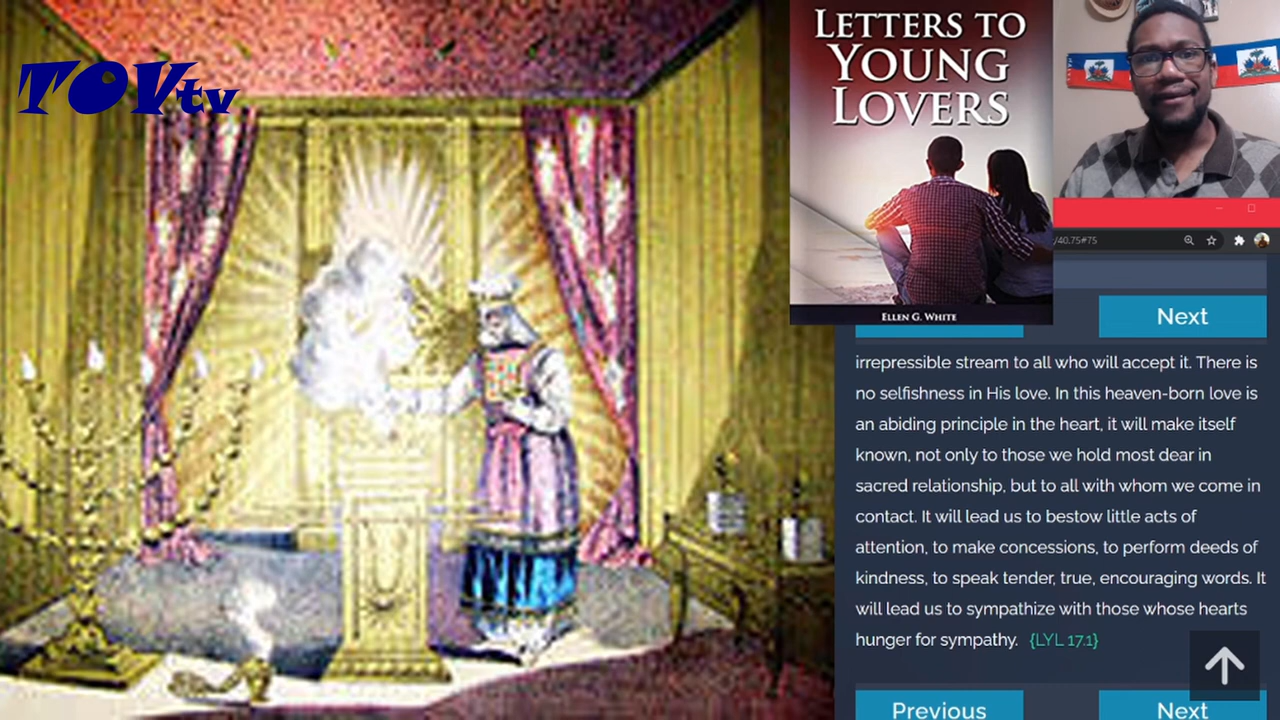 TOVtv
LETTERS TO
YOUNG
LOVERS
ELLEN G. WHITE
/40.75#75
Next
irrepressible stream to all who will accept it. There is
no selfishness in His love. In this heaven-born love is
an abiding principle in the heart, it will make itself
known, not only to those we hold most dear in
sacred relationship, but to all with whom we come in
contact. It will lead us to bestow little acts of
attention, to make concessions, to perform deeds of
kindness, to speak tender, true, encouraging words. It
will lead us to sympathize with those whose hearts
hunger for sympathy. {LYL 17.1}
Previous
Next